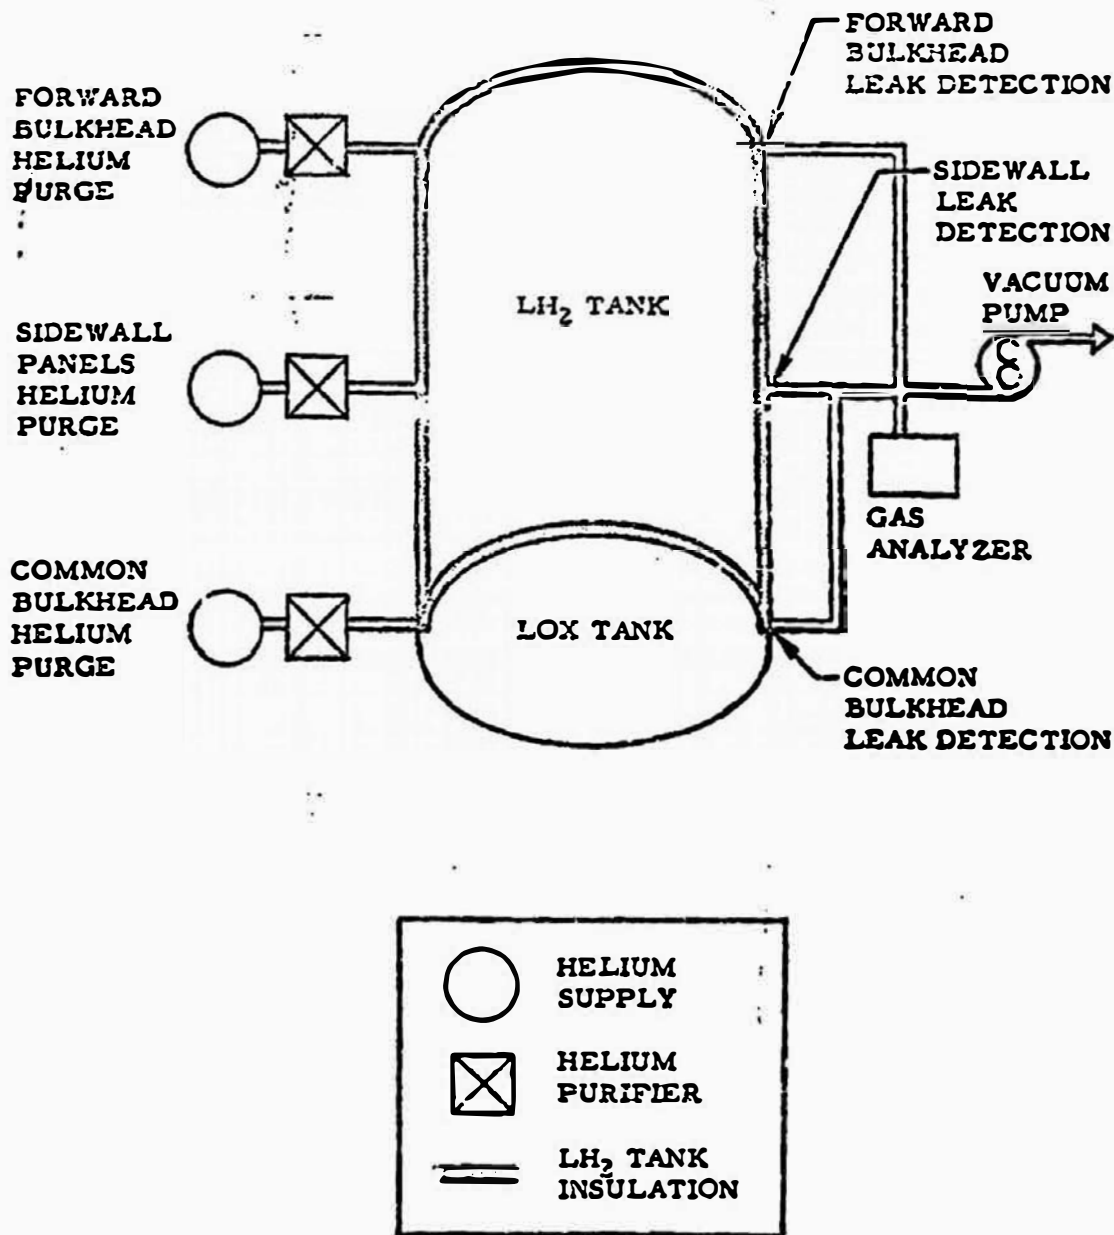 FORWARD
BULKHEAD
LEAK DETECTION
FORWARD
BULKHEAD
HELIUM
PURGE
SIDEWALL
LEAK
DETECTION
LH₂ TANK
VACUUM
PUMP
SIDEWALL
PANELS
HELIUM
PURGE
GAS
ANALYZER
COMMON
BULKHEAD
HELIUM
PURGE
LOX TANK
COMMON
BULKHEAD
LEAK DETECTION
HELIUM
SUPPLY
HELIUM
PURIFIER
LH₂ TANK
INSULATION